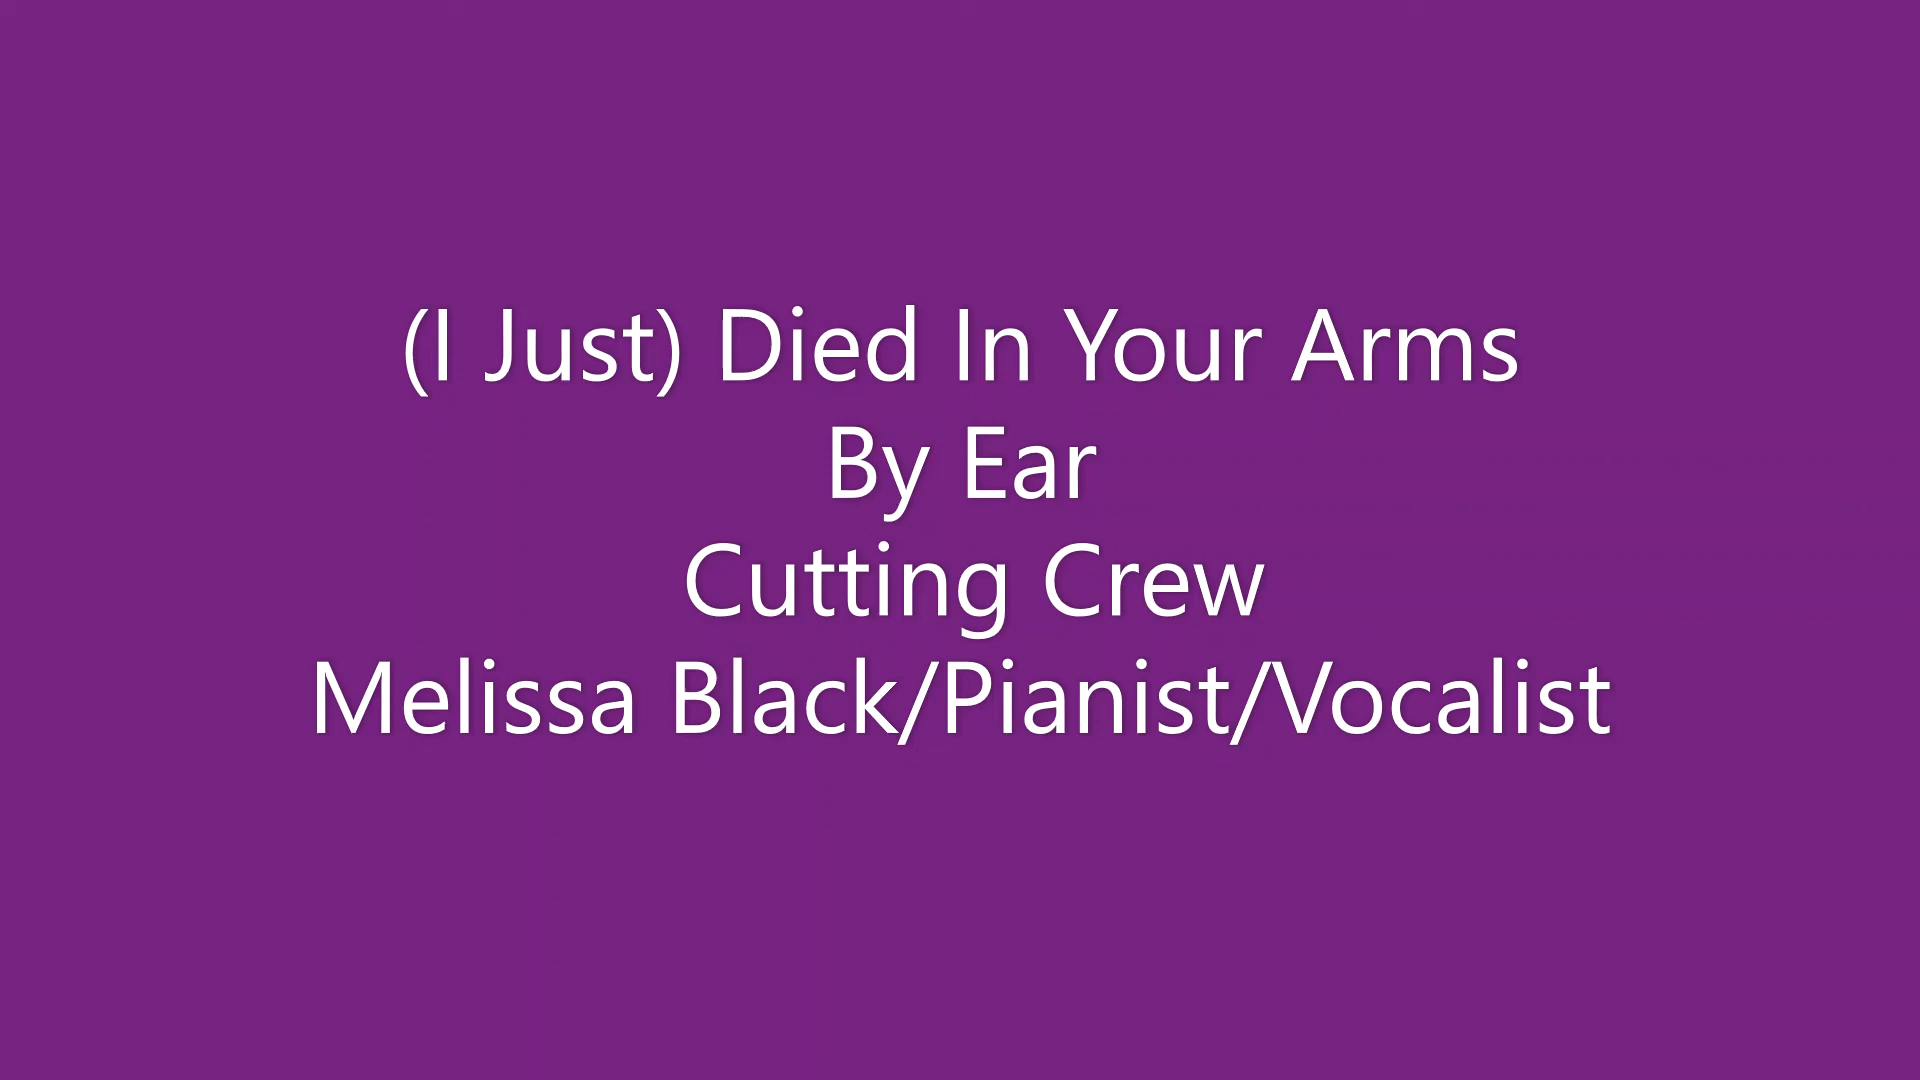 (I Just) Died In Your Arms
By Ear
Cutting Crew
Melissa Black/Pianist/Vocalist